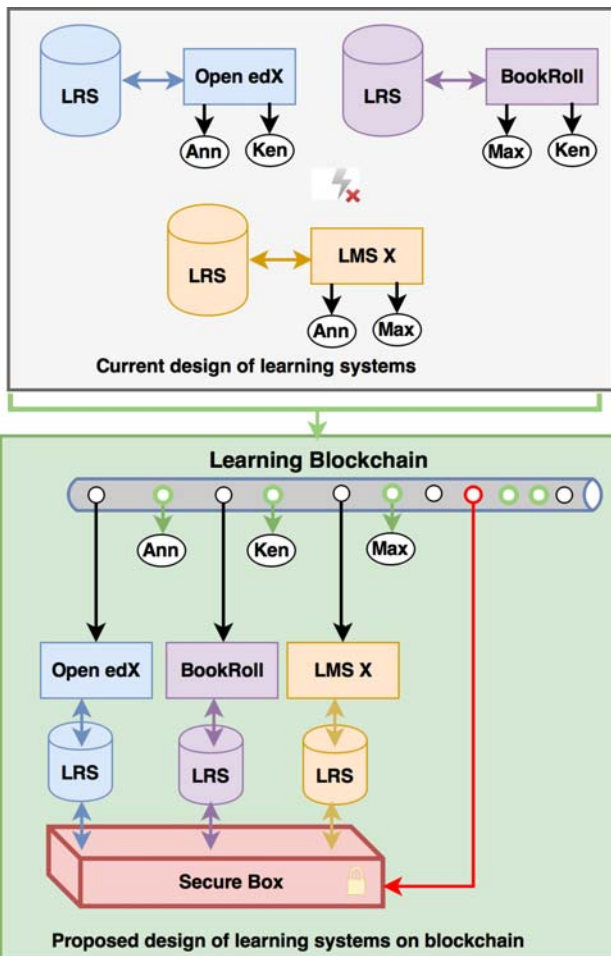 LRS
Open edX
Ann
Ken
LRS
BookRoll
Max
Ken
LRS
LMS X
Ann
Max
Current design of learning systems
Learning Blockchain
Ann
Ken
Max
Open edX
BookRoll
LMS X
LRS
LRS
LRS
Secure Box
Proposed design of learning systems on blockchain